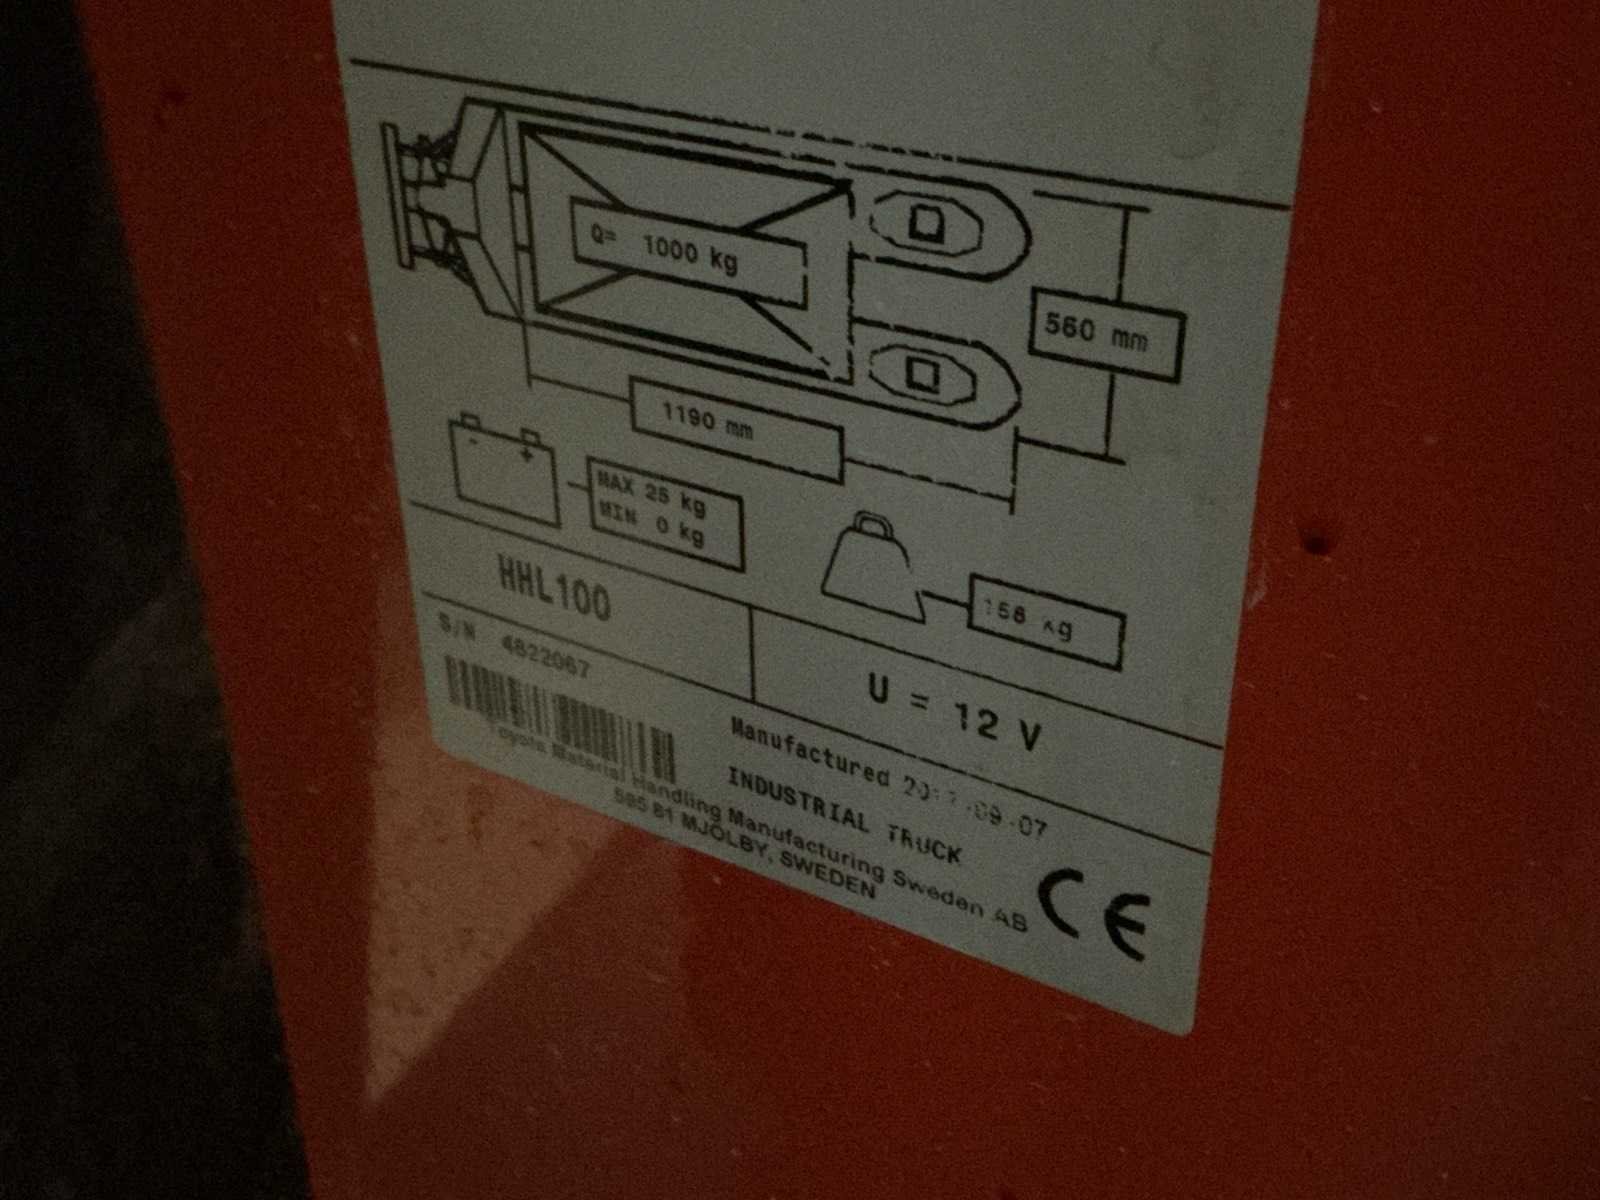 Q= 1000 kg
560 mm
1190 mm
- +
MAX 25 kg
MIN 0 kg
kg
HHL100
U = 12 V
S/N 4822067
Manufactured
INDUSTRIAL TRUCK
Toyota Material Handling Manufacturing Sweden AB
595 81 MJÖLBY, SWEDEN
CE